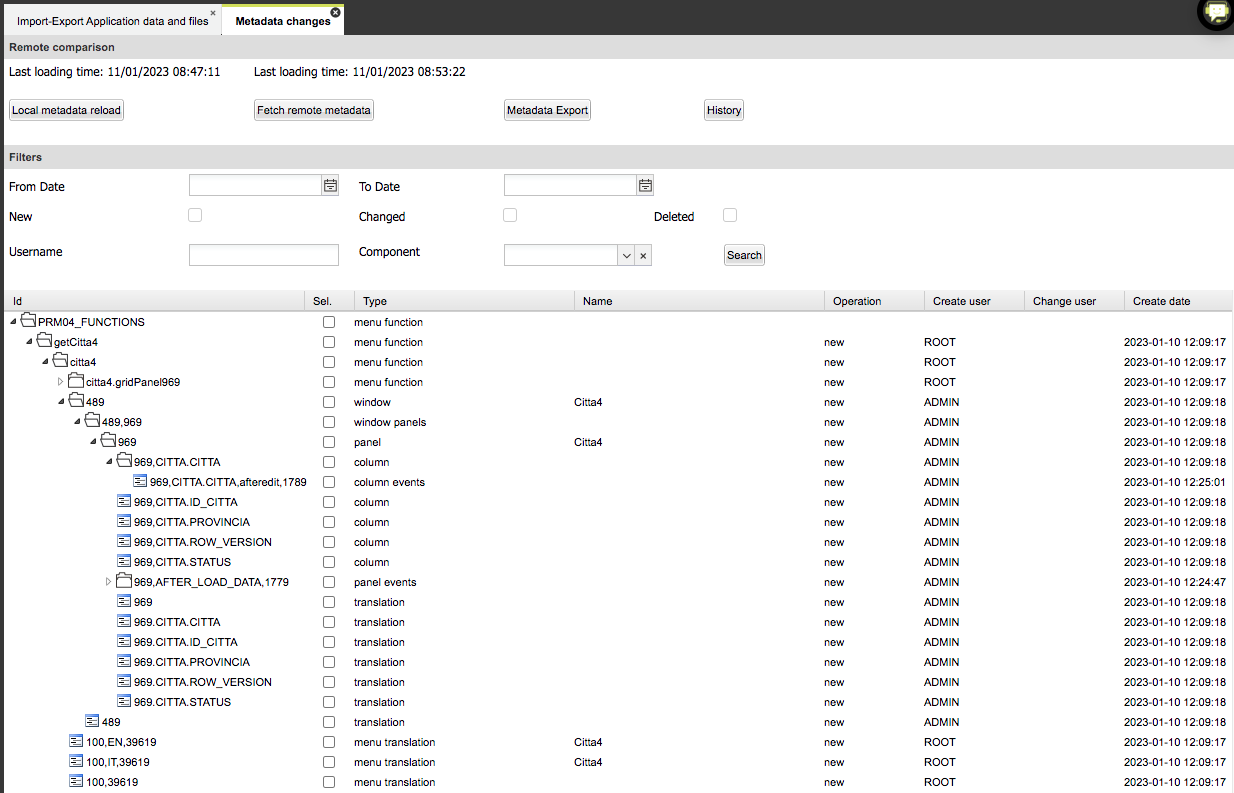 Import-Export Application data and files
Metadata changes
Remote comparison
Last loading time: 11/01/2023 08:47:11 Last loading time: 11/01/2023 08:53:22
Local metadata reload Fetch remote metadata Metadata Export History
Filters
From Date To Date
New Changed Deleted
Username Component Search
Id Sel. Type Name Operation Create user Change user Create date
PRM04_FUNCTIONS menu function
getCitta4 menu function new ROOT 2023-01-10 12:09:17
citta4 menu function new ROOT 2023-01-10 12:09:17
citta4.gridPanel969 menu function new ROOT 2023-01-10 12:09:17
489 window Citta4 new ADMIN 2023-01-10 12:09:18
489,969 window panels new ADMIN 2023-01-10 12:09:18
969 panel Citta4 new ADMIN 2023-01-10 12:09:18
969,CITTA.CITTA column new ADMIN 2023-01-10 12:09:18
969,CITTA.CITTA,afteredit,1789 column events new ADMIN 2023-01-10 12:25:01
969,CITTA.ID_CITTA column new ADMIN 2023-01-10 12:09:18
969,CITTA.PROVINCIA column new ADMIN 2023-01-10 12:09:18
969,CITTA.ROW_VERSION column new ADMIN 2023-01-10 12:09:18
969,CITTA.STATUS column new ADMIN 2023-01-10 12:09:18
969,AFTER_LOAD_DATA,1779 panel events new ADMIN 2023-01-10 12:24:47
969 translation new ADMIN 2023-01-10 12:09:18
969.CITTA.CITTA translation new ADMIN 2023-01-10 12:09:18
969.CITTA.ID_CITTA translation new ADMIN 2023-01-10 12:09:18
969.CITTA.PROVINCIA translation new ADMIN 2023-01-10 12:09:18
969.CITTA.ROW_VERSION translation new ADMIN 2023-01-10 12:09:18
969.CITTA.STATUS translation new ADMIN 2023-01-10 12:09:18
489 translation new ADMIN 2023-01-10 12:09:18
100,EN,39619 menu translation Citta4 new ROOT 2023-01-10 12:09:17
100,IT,39619 menu translation Citta4 new ROOT 2023-01-10 12:09:17
100,39619 menu translation new ROOT 2023-01-10 12:09:17